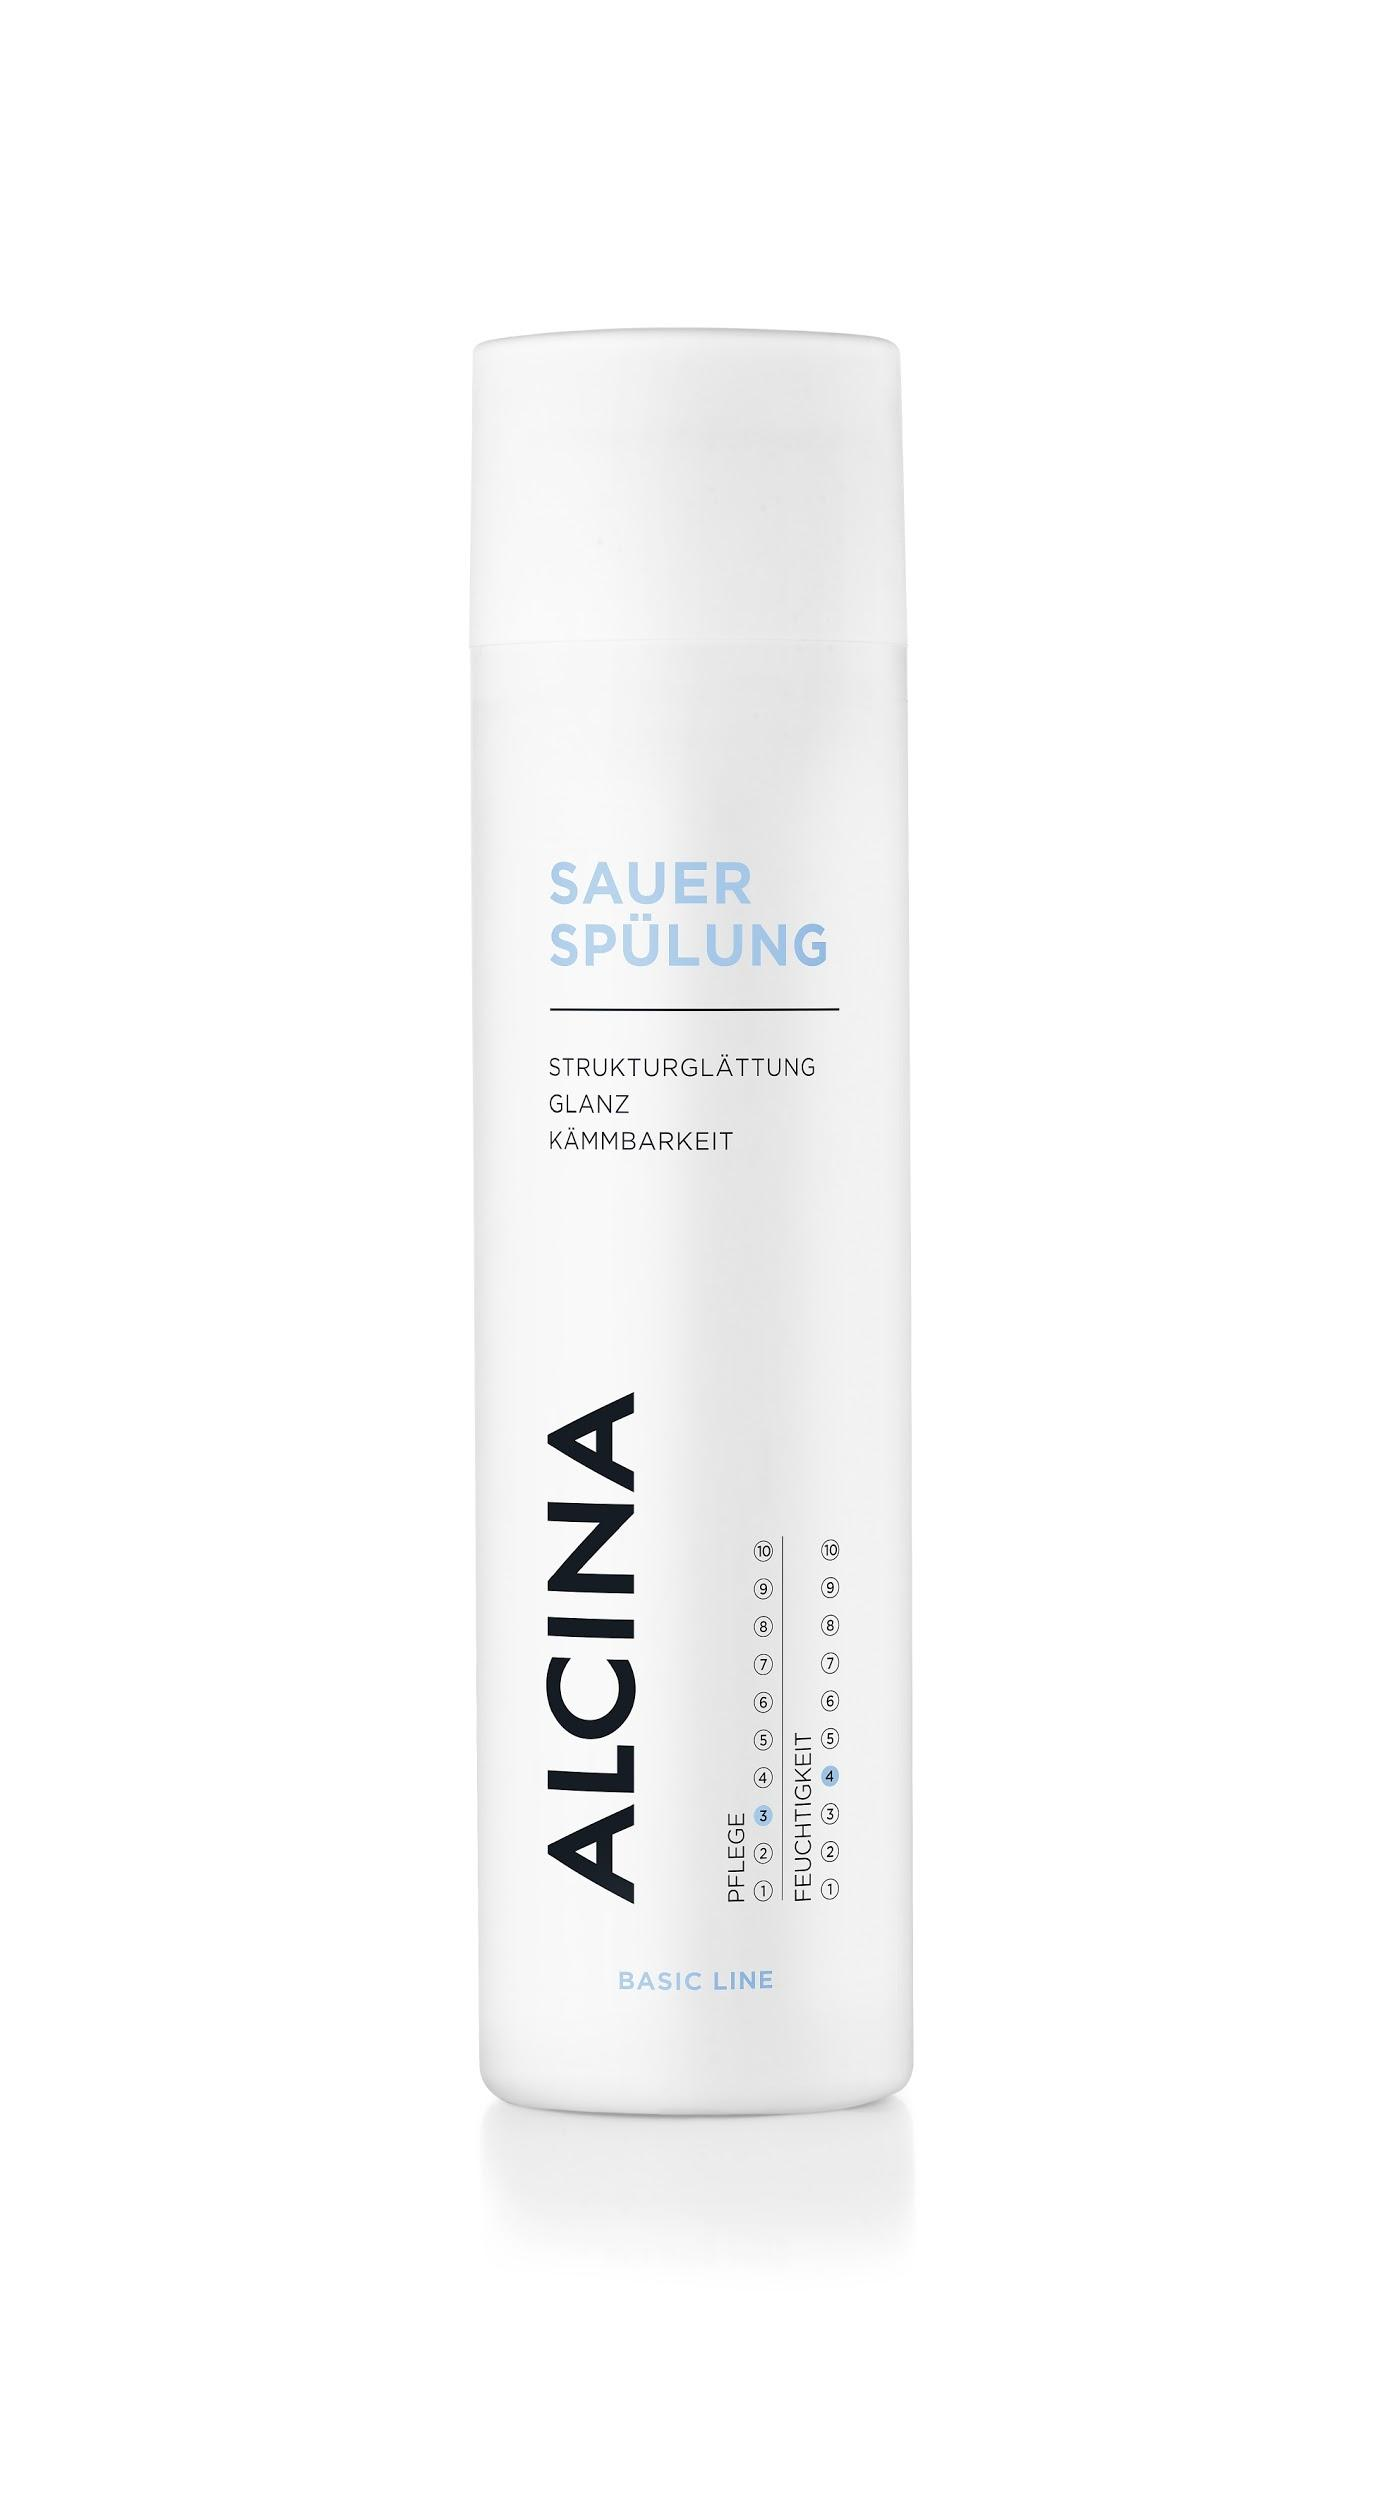 SAUER
SPÜLUNG
STRUKTURGLÄTTUNG
GLANZ
KÄMMBARKEIT
ALCINA
PFLEGE
1 2 3 4 5 6 7 8 9 10
FEUCHTIGKEIT
1 2 3 4 5 6 7 8 9 10
BASIC LINE